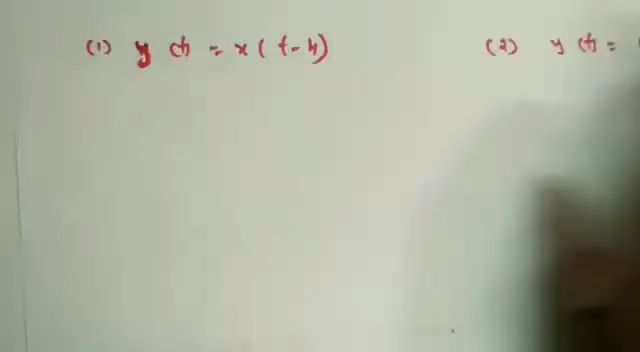 (1) y(t) = x(t-4) (2) y(t) =